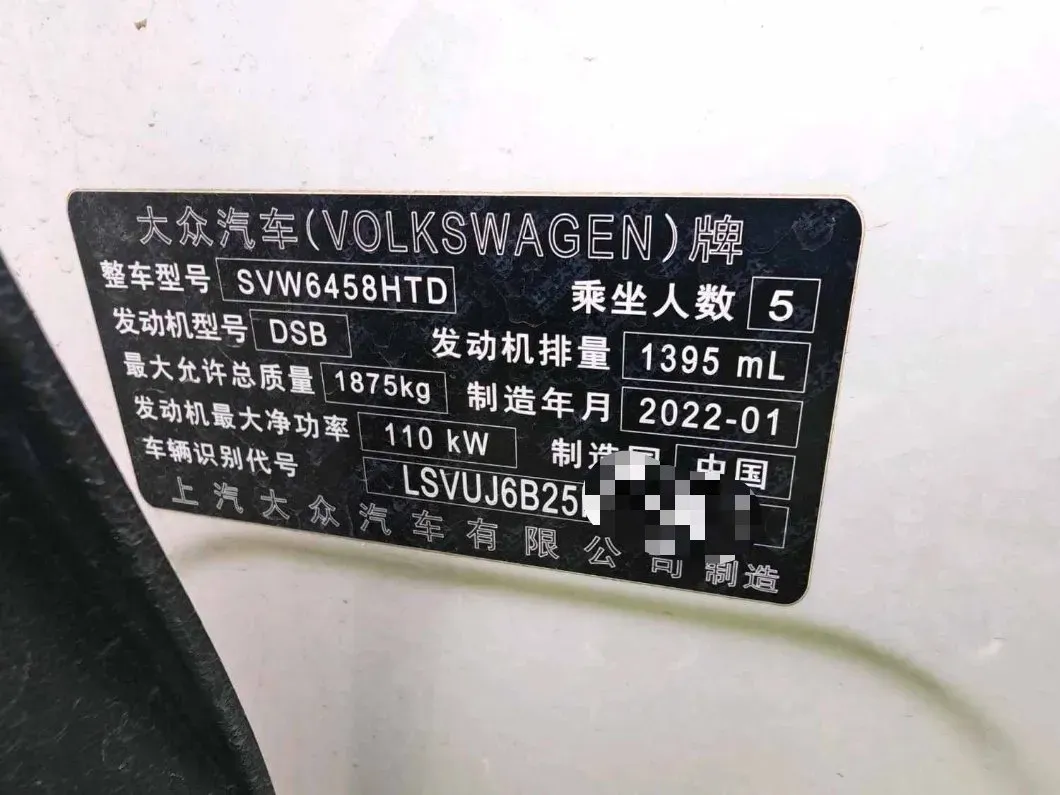 大众汽车(VOLKSWAGEN)牌
整车型号 SVW6458HTD 乘坐人数 5
发动机型号 DSB 发动机排量 1395 mL
最大允许总质量 1875kg 制造年月 2022-01
发动机最大净功率 110 kW 制造国 中国
车辆识别代号 LSVUJ6B25
上汽大众汽车有限公司制造